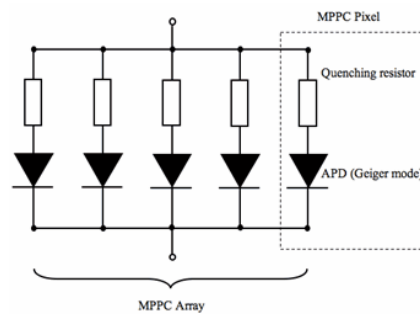 MPPC Pixel
Quenching resistor
APD (Geiger mode)
MPPC Array